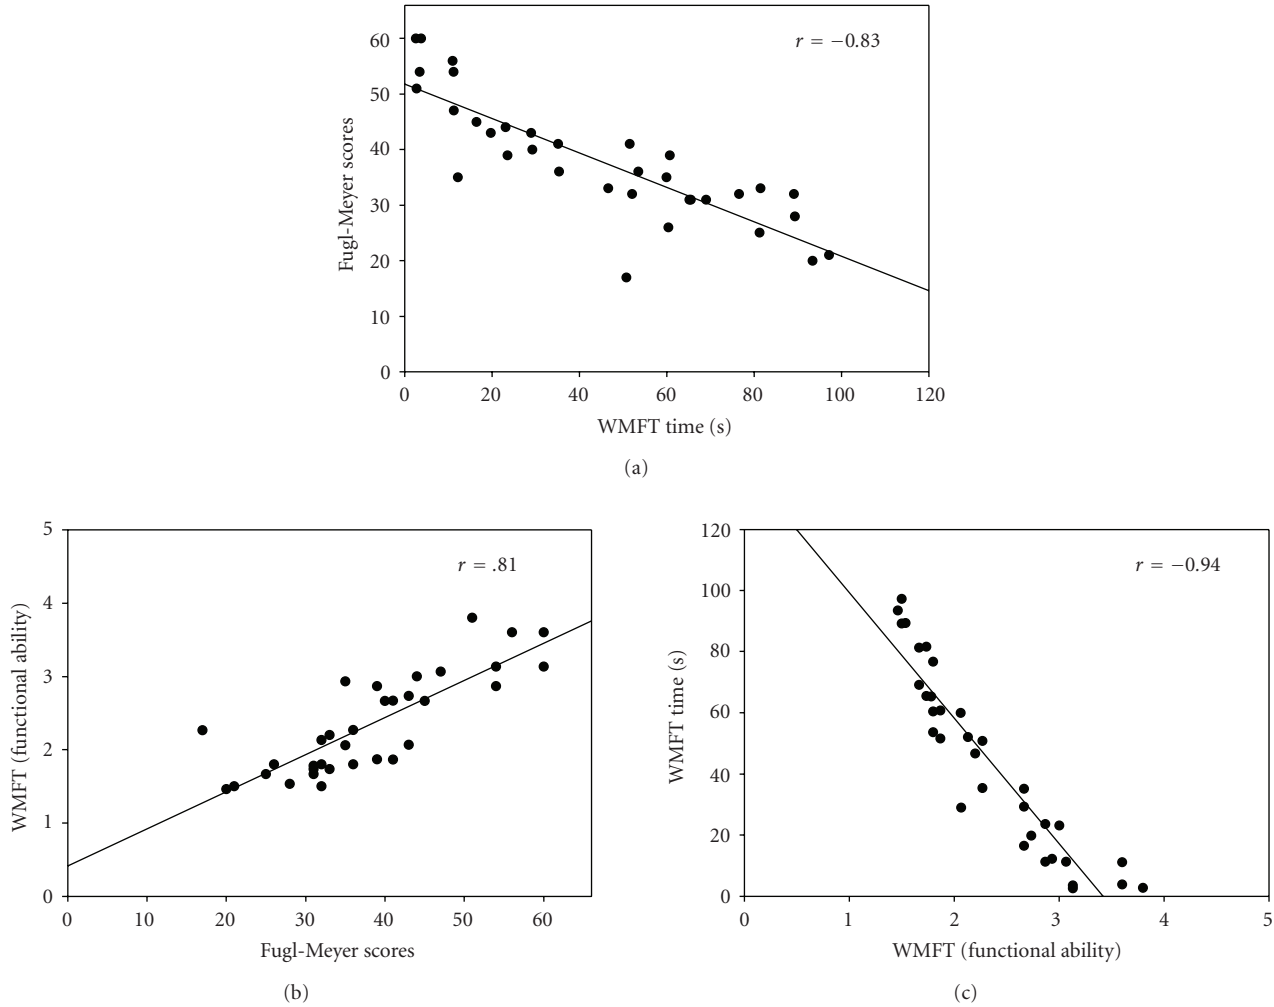 r = −0.83
60
50
40
30
20
10
0
Fugl-Meyer scores
0 20 40 60 80 100 120
WMFT time (s)
(a)
r = .81
5
4
3
2
1
0
WMFT (functional ability)
0 10 20 30 40 50 60
Fugl-Meyer scores
(b)
r = −0.94
120
100
80
60
40
20
0
WMFT time (s)
0 1 2 3 4 5
WMFT (functional ability)
(c)